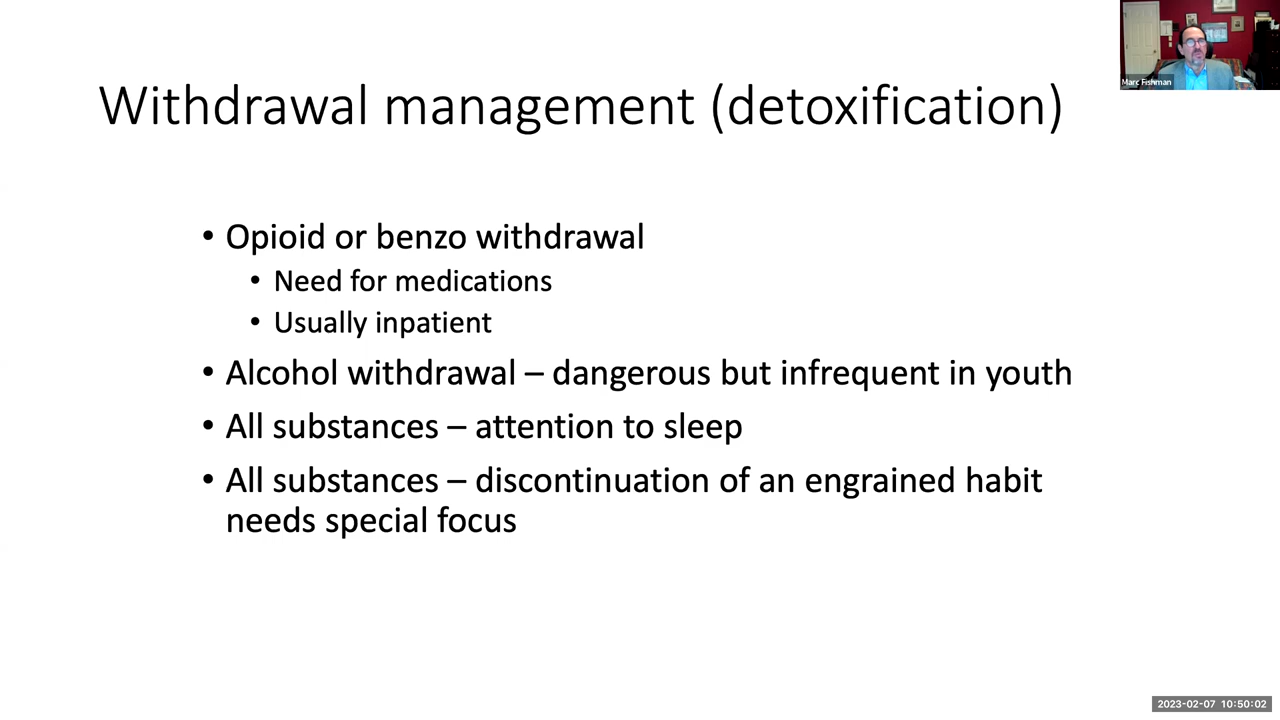 Marc Fishman
Withdrawal management (detoxification)
• Opioid or benzo withdrawal
• Need for medications
• Usually inpatient
• Alcohol withdrawal – dangerous but infrequent in youth
• All substances – attention to sleep
• All substances – discontinuation of an engrained habit
needs special focus
2023-02-07 10:50:02